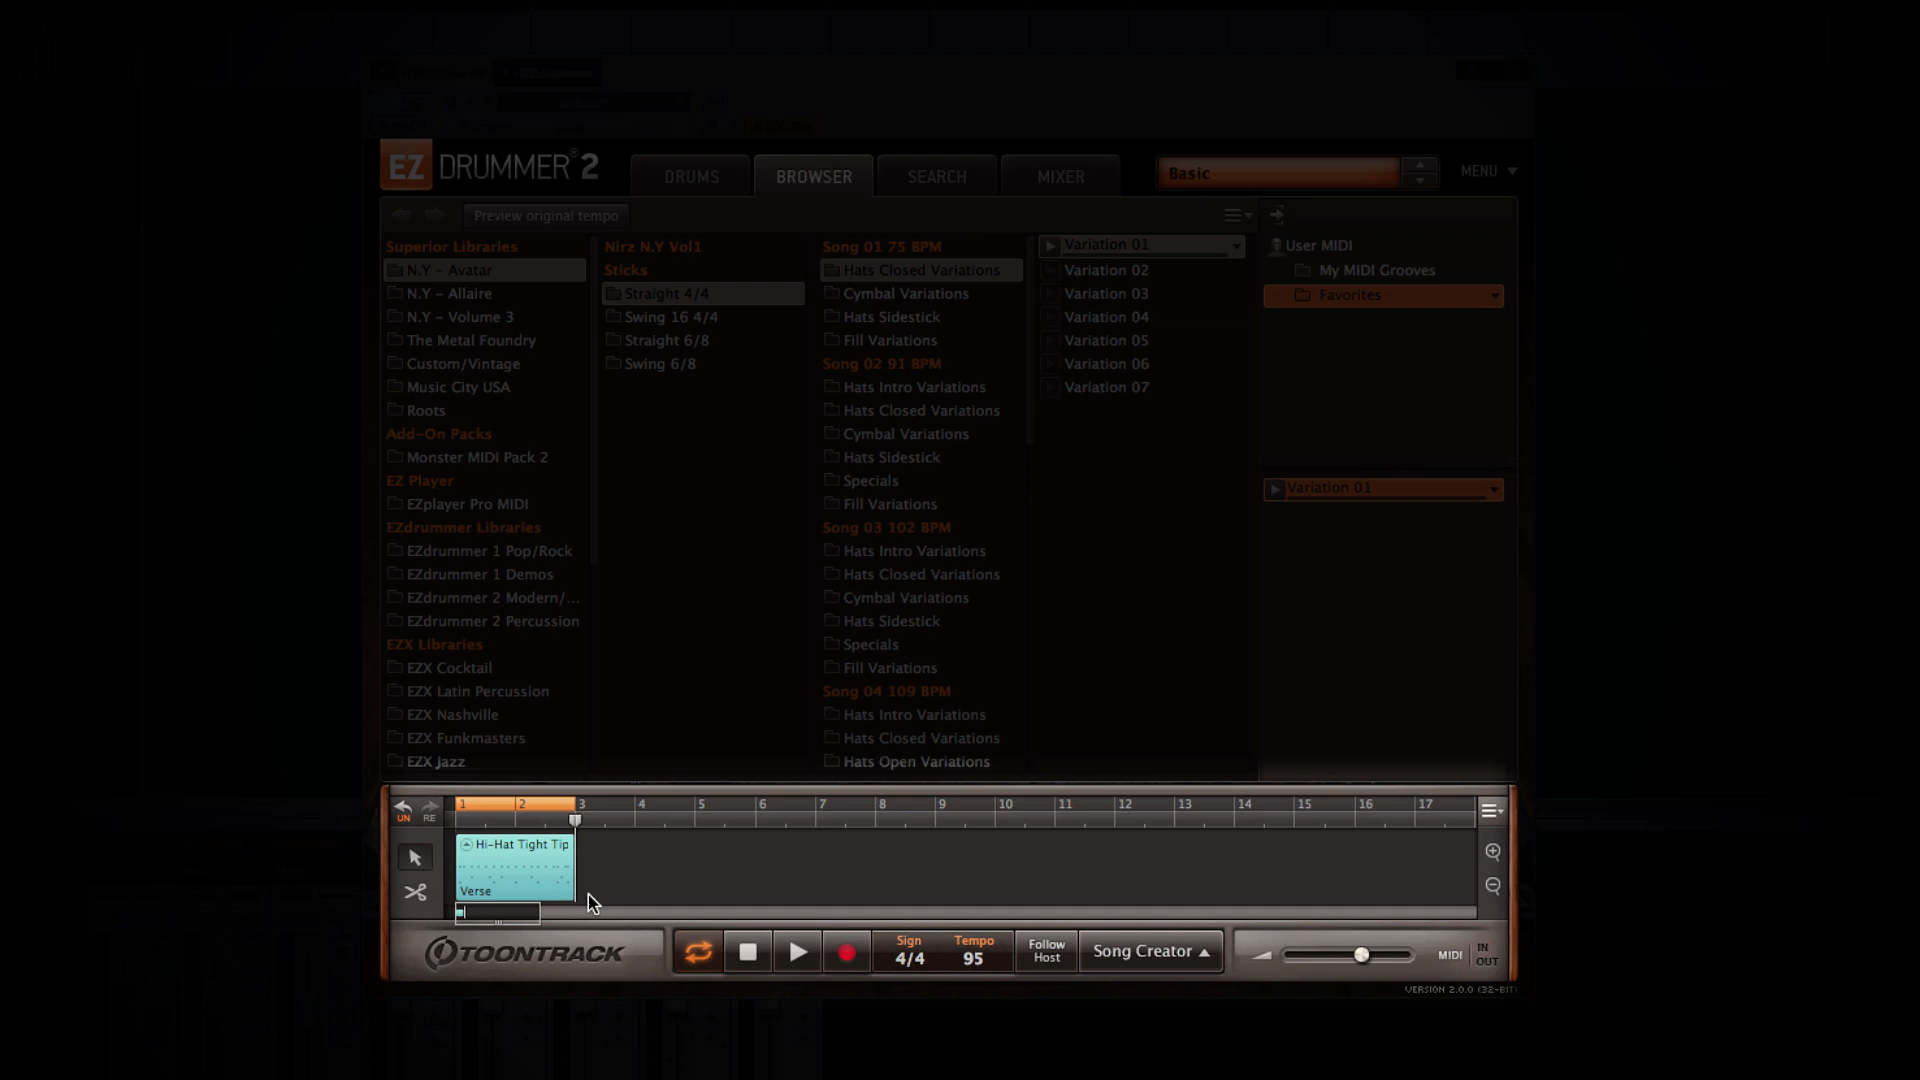 EZ DRUMMER® 2
DRUMS
BROWSER
SEARCH
MIXER
Basic
MENU
Preview original tempo
Superior Libraries
N.Y - Avatar
N.Y - Allaire
N.Y - Volume 3
The Metal Foundry
Custom/Vintage
Music City USA
Roots
Add-On Packs
Monster MIDI Pack 2
EZ Player
EZplayer Pro MIDI
EZdrummer Libraries
EZdrummer 1 Pop/Rock
EZdrummer 1 Demos
EZdrummer 2 Modern/...
EZdrummer 2 Percussion
EZX Libraries
EZX Cocktail
EZX Latin Percussion
EZX Nashville
EZX Funkmasters
EZX Jazz
Nirz N.Y Vol1
Sticks
Straight 4/4
Swing 16 4/4
Straight 6/8
Swing 6/8
Song 01 75 BPM
Hats Closed Variations
Cymbal Variations
Hats Sidestick
Fill Variations
Song 02 91 BPM
Hats Intro Variations
Hats Closed Variations
Cymbal Variations
Hats Sidestick
Specials
Fill Variations
Song 03 102 BPM
Hats Intro Variations
Hats Closed Variations
Cymbal Variations
Hats Sidestick
Specials
Fill Variations
Song 04 109 BPM
Hats Intro Variations
Hats Closed Variations
Hats Open Variations
Variation 01
Variation 02
Variation 03
Variation 04
Variation 05
Variation 06
Variation 07
User MIDI
My MIDI Grooves
Favorites
Variation 01
UN RE
1 2 3 4 5 6 7 8 9 10 11 12 13 14 15 16 17
Hi-Hat Tight Tip
Verse
TOONTRACK
Sign
4/4
Tempo
95
Follow
Host
Song Creator
MIDI
IN
OUT
VERSION 2.0.0 (32-BIT)